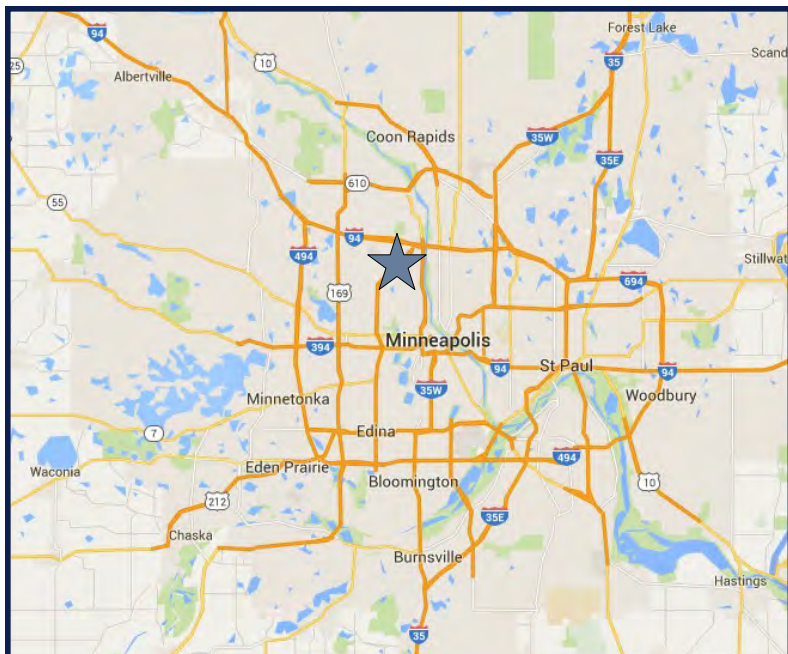 94
Forest Lake
10
35
Albertville
25
Scand
Coon Rapids
35W
35E
610
55
94
494
Stillwat
694
169
Minneapolis
394
94
St Paul
94
35W
Minnetonka
Woodbury
7
Edina
494
Waconia
Eden Prairie
Bloomington
10
212
35E
Chaska
Burnsville
Hastings
35